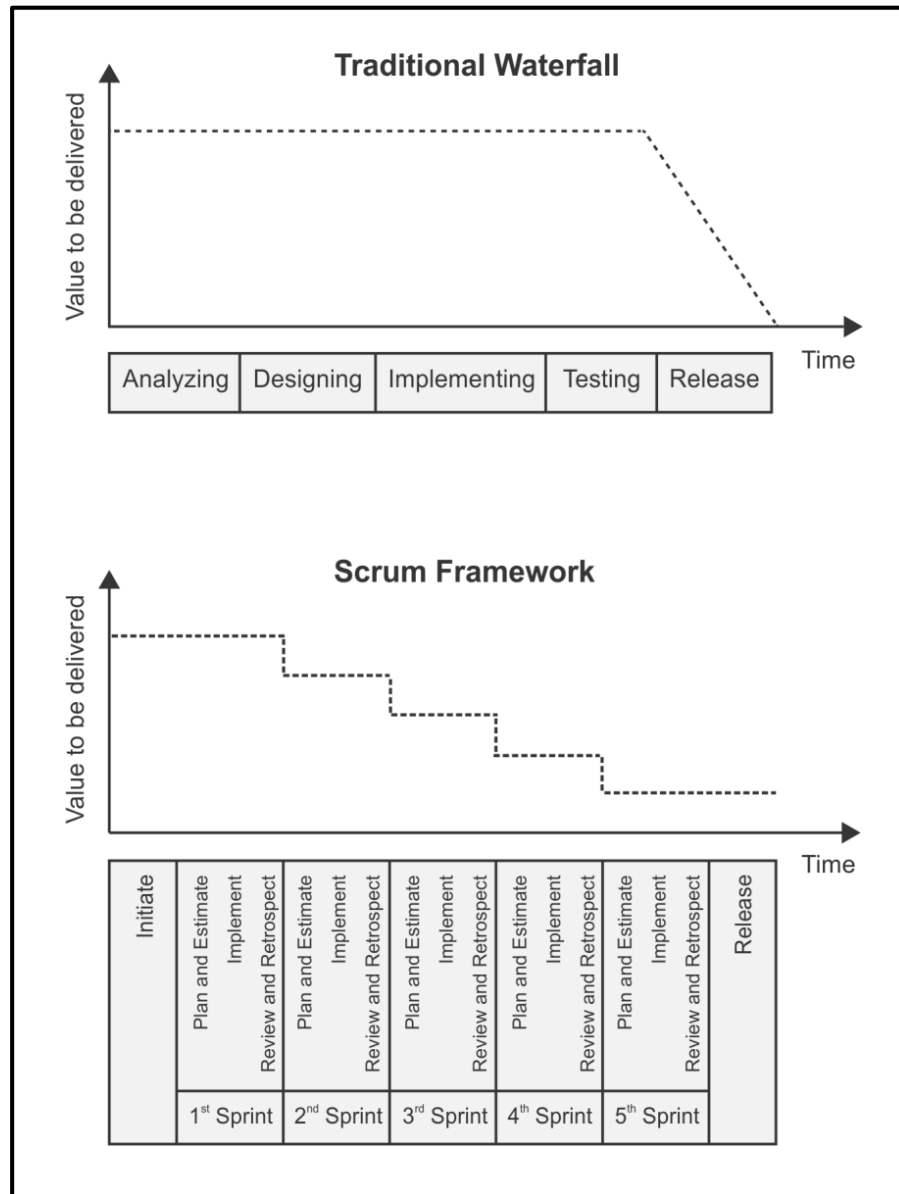 Traditional Waterfall
Value to be delivered
Time
Analyzing
Designing
Implementing
Testing
Release
Scrum Framework
Value to be delivered
Time
Initiate
Plan and Estimate
Implement
Review and Retrospect
1st Sprint
Plan and Estimate
Implement
Review and Retrospect
2nd Sprint
Plan and Estimate
Implement
Review and Retrospect
3rd Sprint
Plan and Estimate
Implement
Review and Retrospect
4th Sprint
Plan and Estimate
Implement
Review and Retrospect
5th Sprint
Release